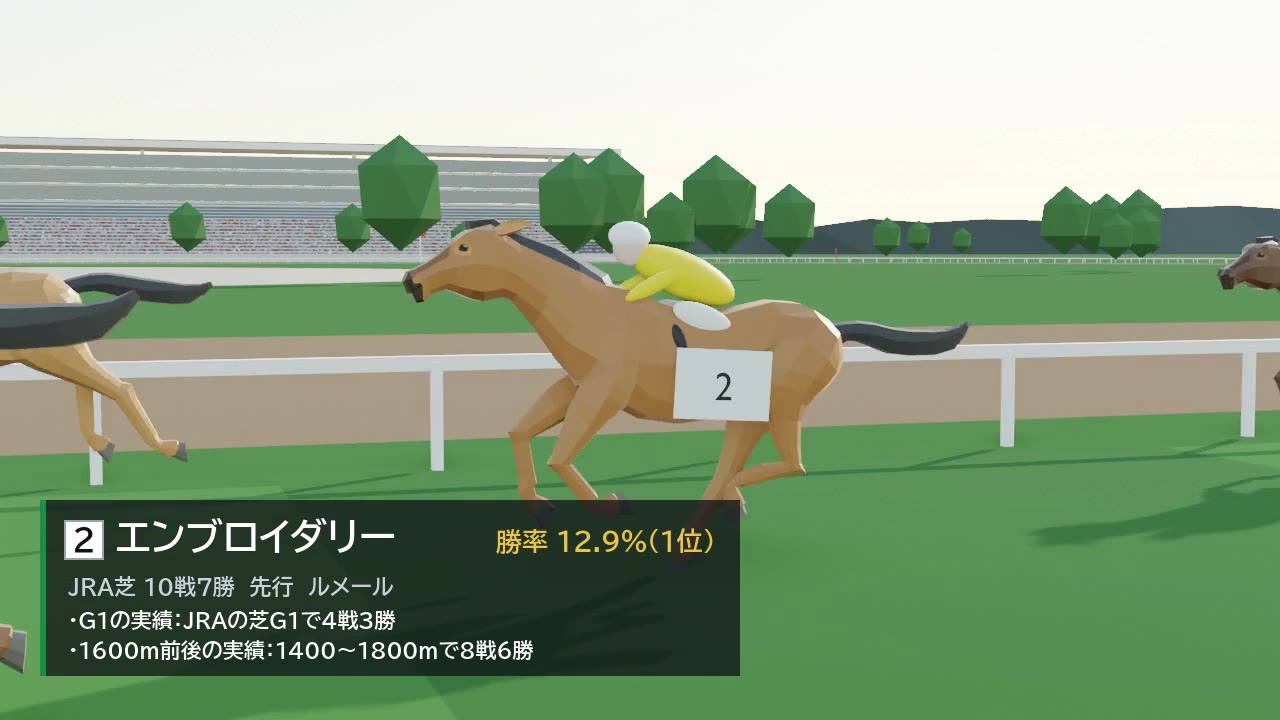 2
2 エンブロイダリー 勝率 12.9%(1位)
JRA芝 10戦7勝 先行 ルメール
・G1の実績:JRAの芝G1で4戦3勝
・1600m前後の実績:1400〜1800mで8戦6勝